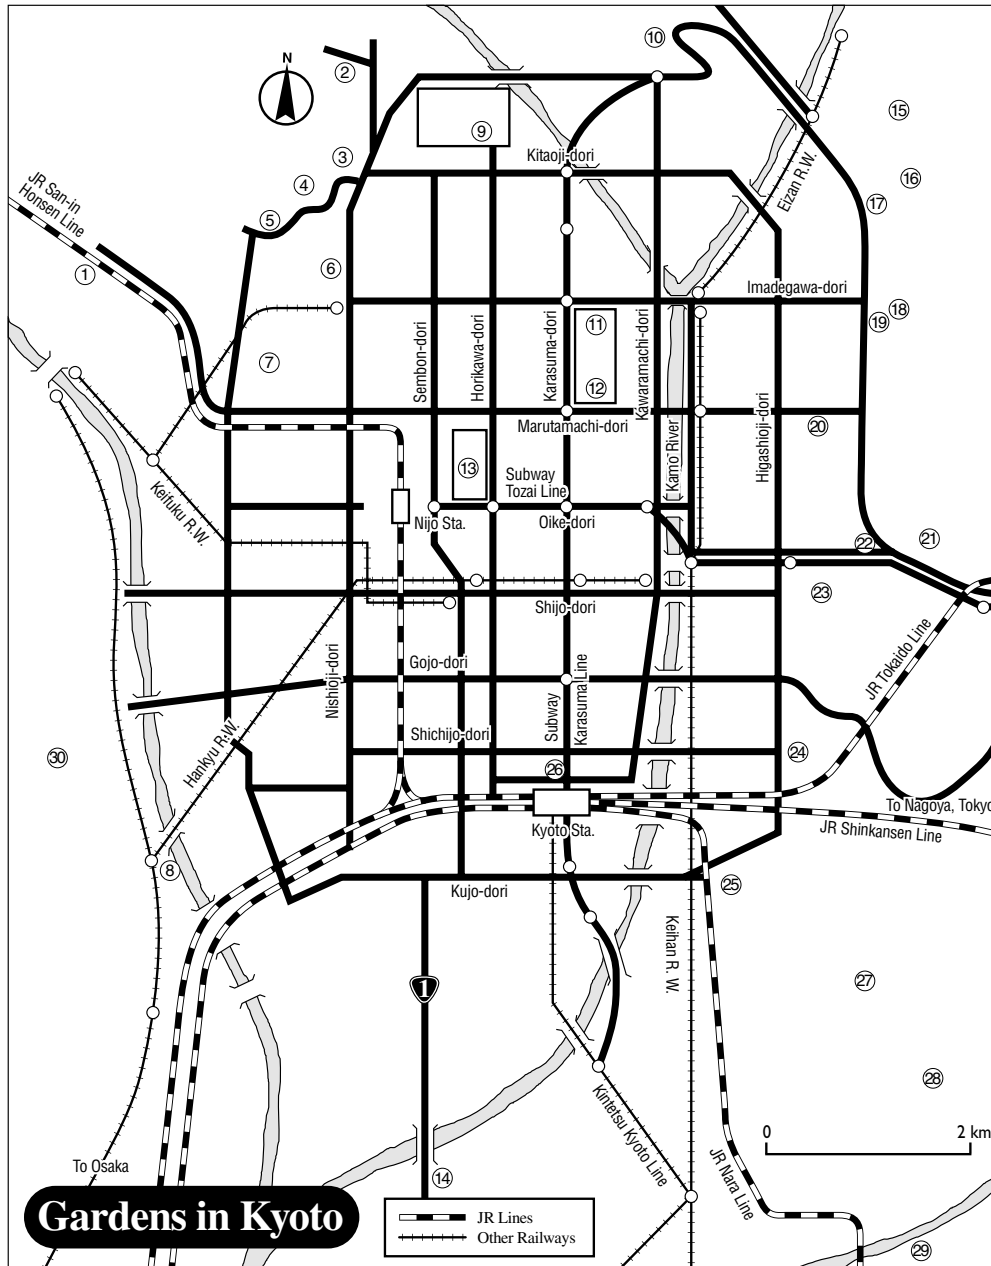 N
②
⑩
⑮
⑨
③
Kitaoji-dori
④
⑯
Eizan R.W.
JR San-in
Honsen Line
⑤
⑰
①
⑥
Imadegawa-dori
⑱
⑲
⑪
⑦
Sembon-dori
Horikawa-dori
Karasuma-dori
Kawaramachi-dori
⑫
Higashioji-dori
Marutamachi-dori
⑳
Kamo River
⑬
Subway
Tozai Line
Keifuku R.W.
Nijo Sta.
Oike-dori
㉒
㉑
Shijo-dori
㉓
JR Tokaido Line
Nishioji-dori
Gojo-dori
Subway
Karasuma Line
Hankyu R.W.
Shichijo-dori
㉔
㉚
㉖
To Nagoya, Tokyo
Kyoto Sta.
JR Shinkansen Line
⑧
Kujo-dori
㉕
Keihan R. W.
1
㉗
㉘
Kintetsu Kyoto Line
0
2 km
JR Nara Line
To Osaka
⑭
Gardens in Kyoto
JR Lines
Other Railways
㉙